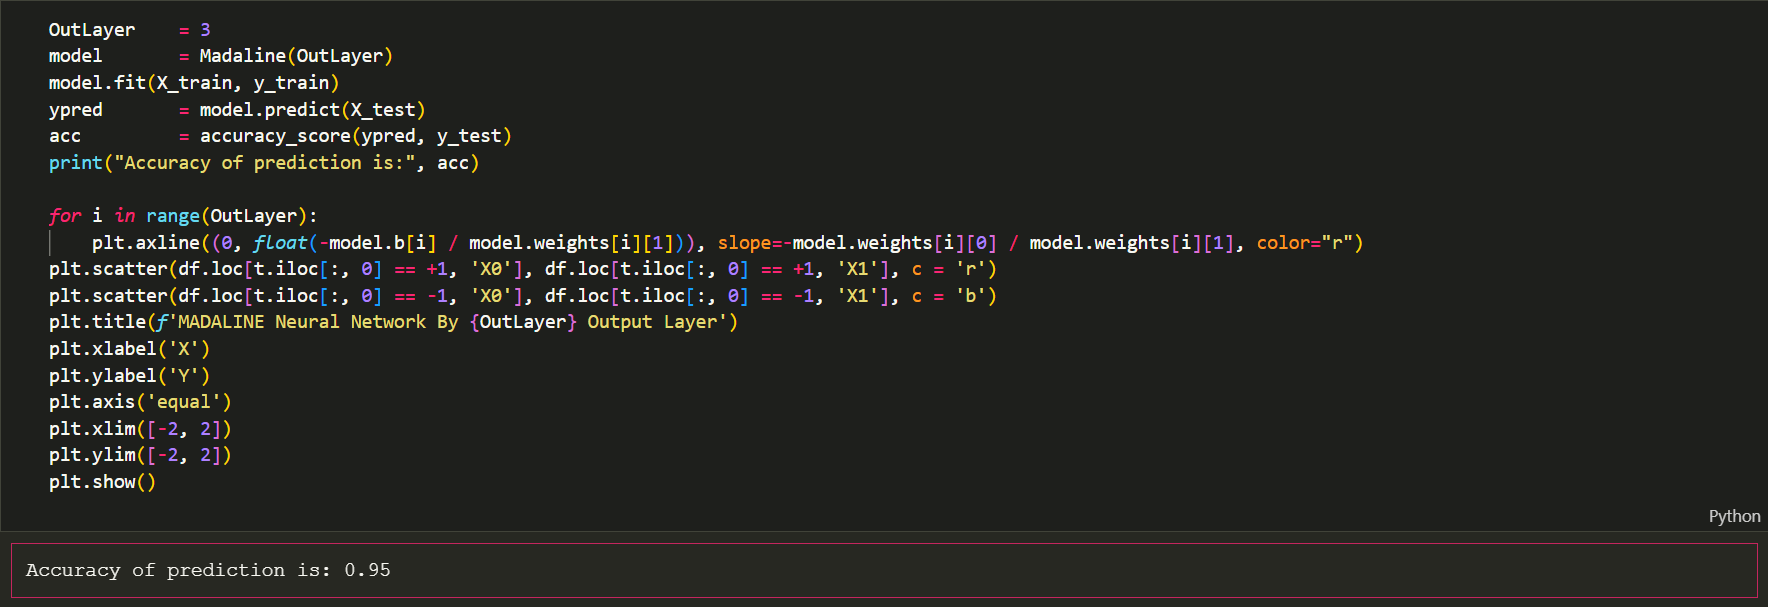 OutLayer    = 3
model       = Madaline(OutLayer)
model.fit(X_train, y_train)
ypred       = model.predict(X_test)
acc         = accuracy_score(ypred, y_test)
print("Accuracy of prediction is:", acc)
for i in range(OutLayer):
    plt.axline((0, float(-model.b[i] / model.weights[i][1])), slope=-model.weights[i][0] / model.weights[i][1], color="r")
plt.scatter(df.loc[t.iloc[:, 0] == +1, 'X0'], df.loc[t.iloc[:, 0] == +1, 'X1'], c = 'r')
plt.scatter(df.loc[t.iloc[:, 0] == -1, 'X0'], df.loc[t.iloc[:, 0] == -1, 'X1'], c = 'b')
plt.title(f'MADALINE Neural Network By {OutLayer} Output Layer')
plt.xlabel('X')
plt.ylabel('Y')
plt.axis('equal')
plt.xlim([-2, 2])
plt.ylim([-2, 2])
plt.show()
Python
Accuracy of prediction is: 0.95